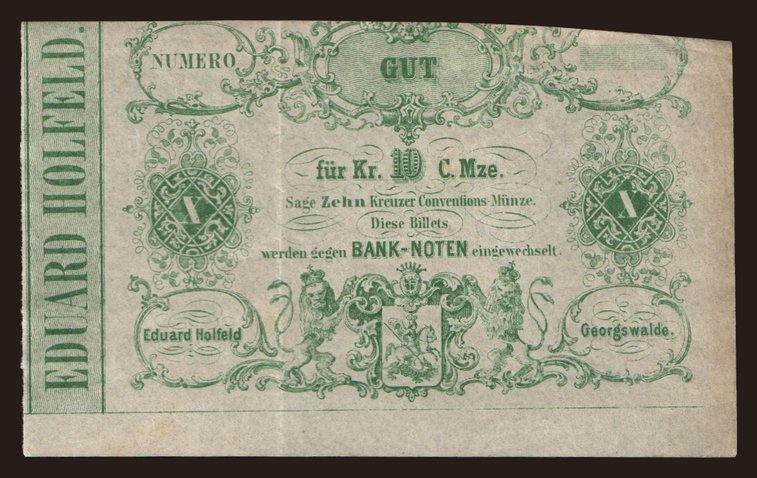 EDUARD HOLFELD.
NUMERO
GUT
für Kr. 10 C. Mze.
Sage Zehn Kreuzer Conventions-Münze.
Diese Billets
werden gegen BANK-NOTEN eingewechselt.
X
X
Eduard Holfeld
Georgswalde.